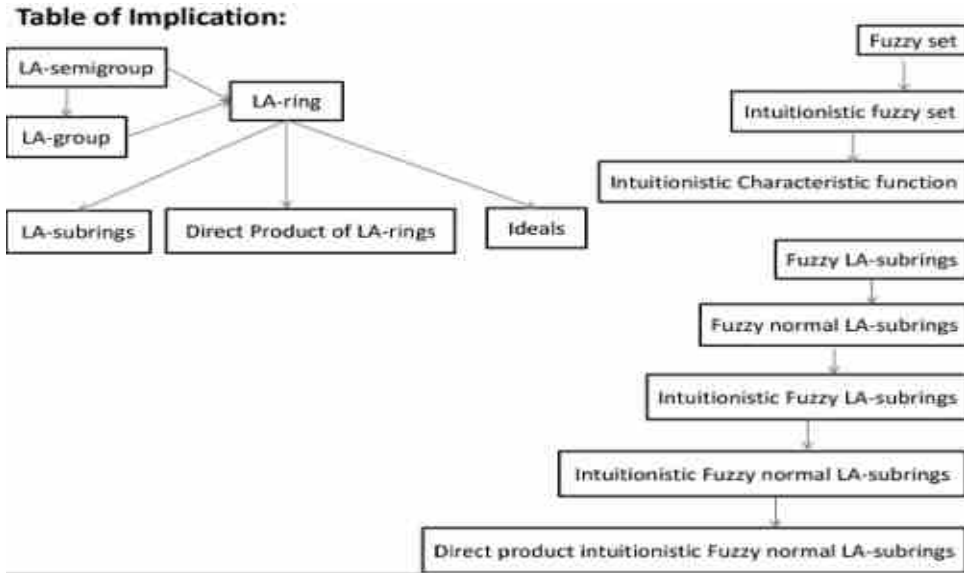 Table of Implication:
LA-semigroup
LA-group
LA-ring
LA-subrings
Direct Product of LA-rings
Ideals
Fuzzy set
Intuitionistic fuzzy set
Intuitionistic Characteristic function
Fuzzy LA-subrings
Fuzzy normal LA-subrings
Intuitionistic Fuzzy LA-subrings
Intuitionistic Fuzzy normal LA-subrings
Direct product intuitionistic Fuzzy normal LA-subrings